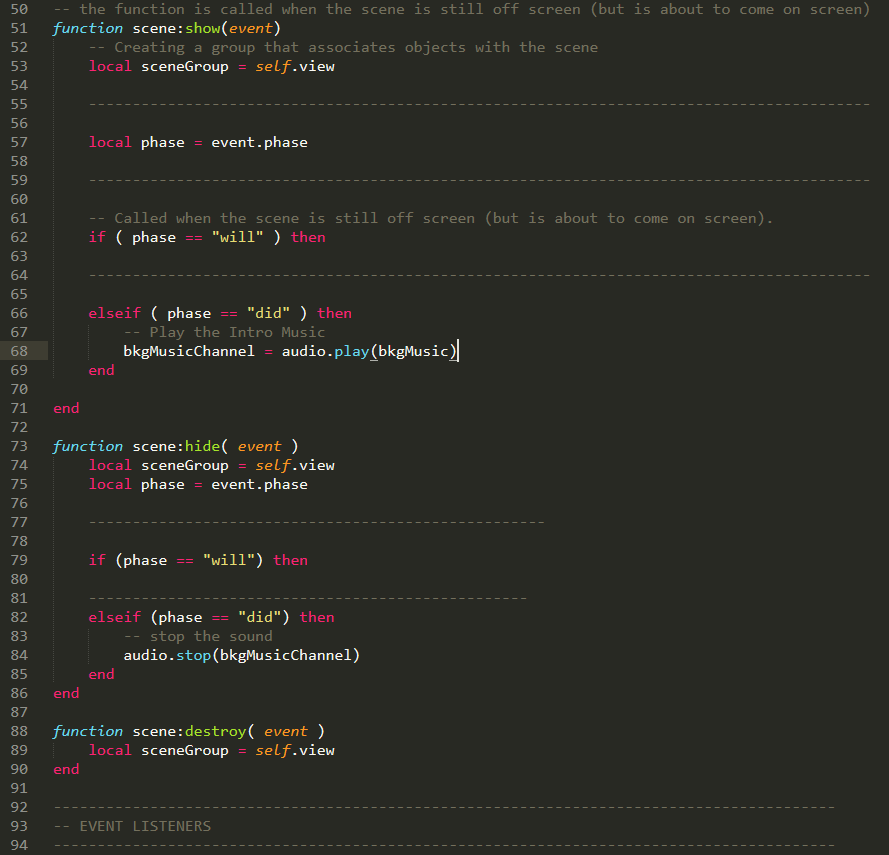 50 -- the function is called when the scene is still off screen (but is about to come on screen)
51 function scene:show(event)
52 -- Creating a group that associates objects with the scene
53 local sceneGroup = self.view
54
55 -----------------------------------------------------------------------------------------
56
57 local phase = event.phase
58
59 -----------------------------------------------------------------------------------------
60
61 -- Called when the scene is still off screen (but is about to come on screen).
62 if ( phase == "will" ) then
63
64 -----------------------------------------------------------------------------------------
65
66 elseif ( phase == "did" ) then
67 -- Play the Intro Music
68 bkgMusicChannel = audio.play(bkgMusic)
69 end
70
71 end
72
73 function scene:hide( event )
74 local sceneGroup = self.view
75 local phase = event.phase
76
77 ----------------------------------------------------
78
79 if (phase == "will") then
80
81 --------------------------------------------------
82 elseif (phase == "did") then
83 -- stop the sound
84 audio.stop(bkgMusicChannel)
85 end
86 end
87
88 function scene:destroy( event )
89 local sceneGroup = self.view
90 end
91
92 -----------------------------------------------------------------------------------------
93 -- EVENT LISTENERS
94 -----------------------------------------------------------------------------------------